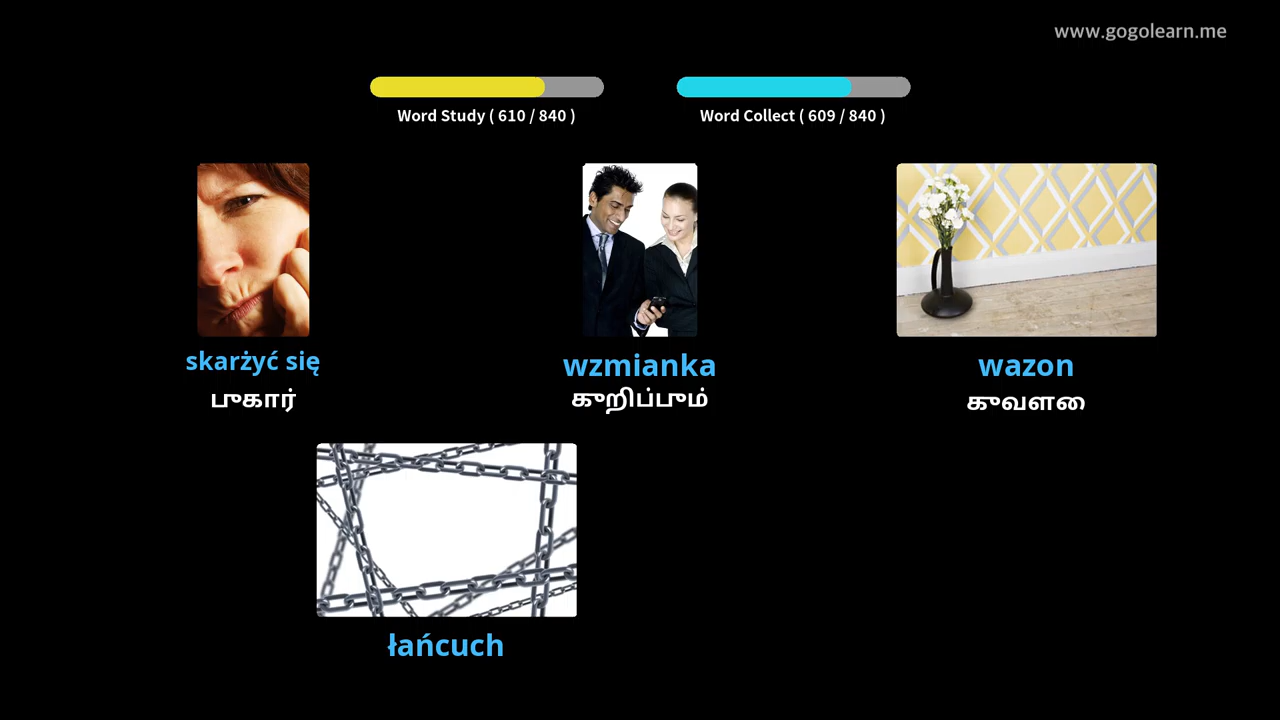 www.gogolearn.me
Word Study ( 610 / 840 )
Word Collect ( 609 / 840 )
skarżyć się
wzmianka
wazon
புகார்
குறிப்பும்
குவளை
łańcuch